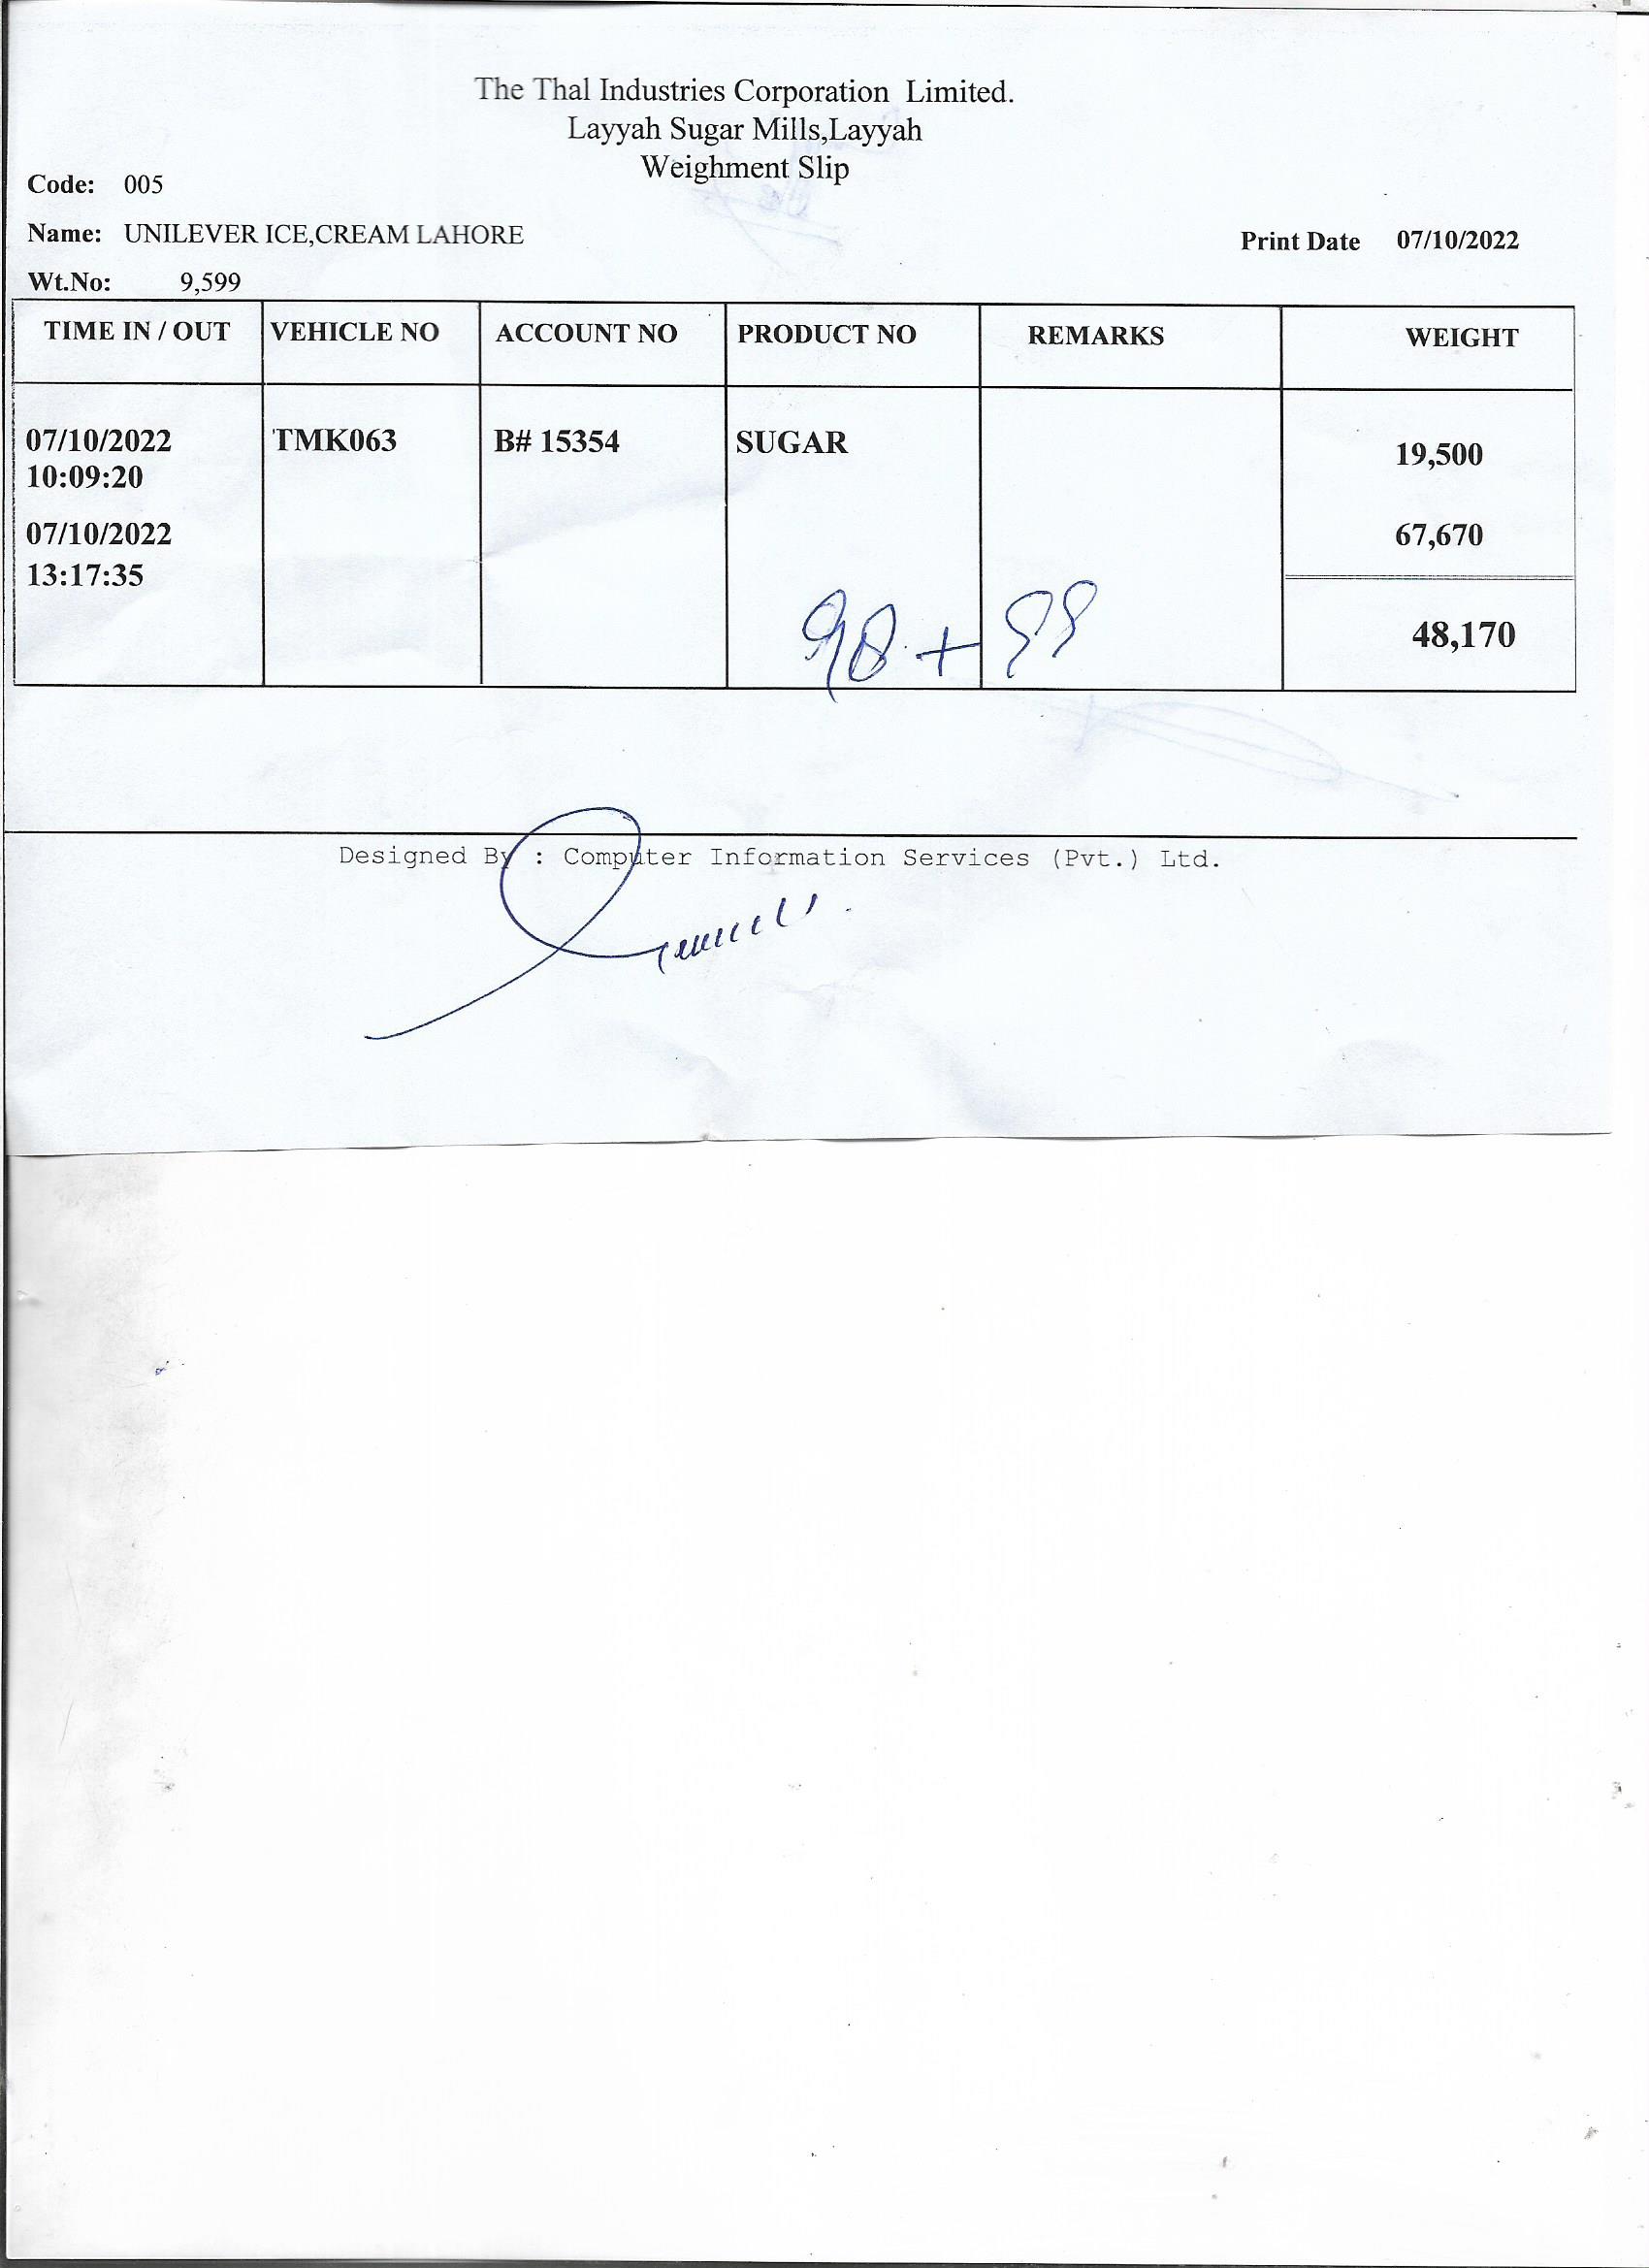 The Thal Industries Corporation Limited.
Layyah Sugar Mills,Layyah
Weighment Slip
Code: 005
Name: UNILEVER ICE,CREAM LAHORE
Print Date 07/10/2022
Wt.No: 9,599
TIME IN / OUT VEHICLE NO ACCOUNT NO PRODUCT NO REMARKS WEIGHT
07/10/2022 TMK063 B# 15354 SUGAR 19,500
10:09:20
07/10/2022 67,670
13:17:35
98 + 99
48,170
Designed By : Computer Information Services (Pvt.) Ltd.